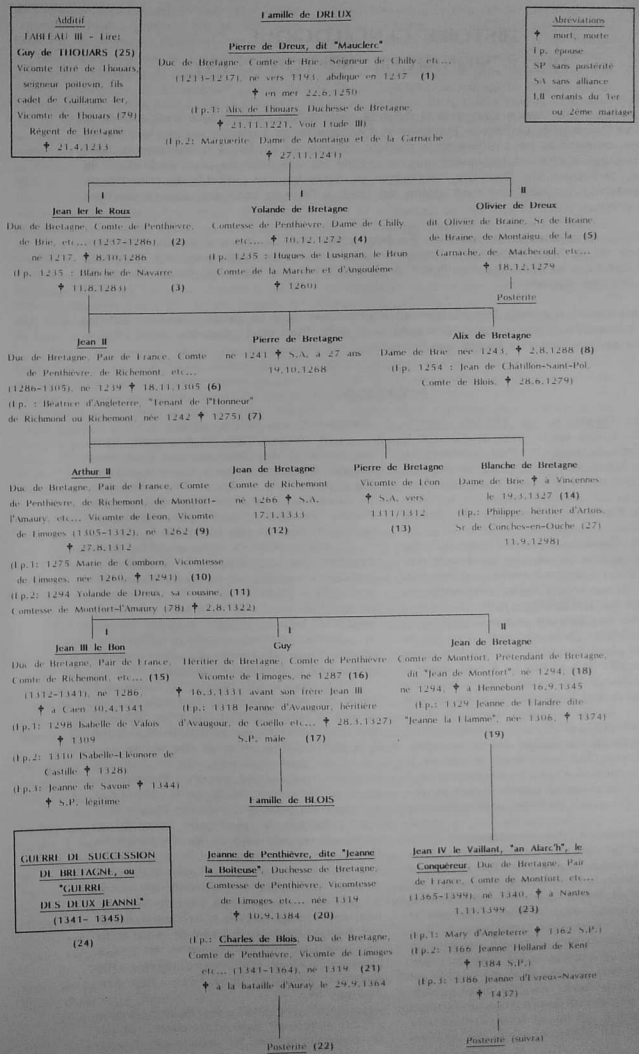 Additif
TABLEAU III - Lire:
Guy de THOUARS (25)
Vicomte titré de Thouars,
seigneur poitevin, fils
cadet de Guillaume Ier,
Vicomte de Thouars (79)
Régent de Bretagne
✝ 21.4.1213
Famille de DREUX
Abreviations
✝ mort, morte
Ep. épouse
SP sans postérité
SA sans alliance
I,II enfants du 1er
ou 2ème mariage
Pierre de Dreux, dit "Mauclerc"
Duc de Bretagne, Comte de Brie, Seigneur de Chilly, etc...
(1213-1237), né vers 1193, abdique en 1237 (1)
✝ en mer 22.6.1250
(Ep.1: Alix de Thouars, Duchesse de Bretagne,
✝ 21.11.1221, Voir Etude III)
(Ep.2: Marguerite, Dame de Montaigu et de la Garnache
✝ 27.11.1241)
I I II
Jean Ier le Roux
Duc de Bretagne, Comte de Penthièvre,
de Brie, etc... (1237-1286) (2)
né 1217, ✝ 8.10.1286
(Ep. 1235 : Blanche de Navarre
✝ 11.8.1283) (3)
Yolande de Bretagne
Comtesse de Penthièvre, Dame de Chilly
etc.... ✝ 10.12.1272 (4)
(Ep. 1235 : Hugues de Lusignan, le Brun
Comte de la Marche et d'Angoulème,
✝ 1260)
Olivier de Dreux
dit Olivier de Braine, Sr de Braine,
de Braine, de Montaigu, de la (5)
Garnache, de Machecoul, etc...
✝ 18.12.1279
Postérité
Jean II
Duc de Bretagne, Pair de France, Comte
de Penthièvre, de Richemont, etc...
(1286-1305), né 1239 ✝ 18.11.1305 (6)
(Ep. : Béatrice d'Angleterre, "Tenant de l'"Honneur"
de Richmond ou Richemont, née 1242 ✝ 1275) (7)
Pierre de Bretagne
né 1241 ✝ S.A. à 27 ans
19.10.1268
Alix de Bretagne
Dame de Brie née 1243, ✝ 2.8.1288 (8)
(Ep. 1254 : Jean de Chatillon-Saint-Pol,
Comte de Blois, ✝ 28.6.1279)
Arthur II
Duc de Bretagne, Pair de France, Comte
de Penthièvre, de Richemont, de Montfort-
l'Amaury, etc... Vicomte de Léon, Vicomte
de Limoges (1305-1312), né 1262 (9)
✝ 27.8.1312
(Ep.1: 1275 Marie de Comborn, Vicomtesse
de Limoges, née 1260, ✝ 1291) (10)
(Ep.2: 1294 Yolande de Dreux, sa cousine, (11)
Comtesse de Montfort-l'Amaury (78) ✝ 2.8.1322)
Jean de Bretagne
Comte de Richemont
né 1266 ✝ S.A.
17.1.1333
(12)
Pierre de Bretagne
Vicomte de Léon
✝ S.A. vers
1311/1312
(13)
Blanche de Bretagne
Dame de Brie ✝ à Vincennes
le 19.3.1327 (14)
(Ep.: Philippe, héritier d'Artois,
Sr de Conches-en-Ouche (27)
11.9.1298)
I I II
Jean III le Bon
Duc de Bretagne, Pair de France,
Comte de Richemont, etc... (15)
(1312-1341), né 1286,
✝ à Caen 30.4.1341
(Ep.1: 1298 Isabelle de Valois
✝ 1309
(Ep.2: 1310 ISabelle-Eléonore de
Castille ✝ 1328)
(Ep.3: Jeanne de Savoie ✝ 1344)
✝ S.P. légitime
Guy
Héritier de Bretagne, Comte de Penthièvre
Vicomte de Limoges, né 1287 (16)
✝ 16.3.1331 avant son frère Jean III
(Ep.: 1318 Jeanne d'Avaugour, héritière
d'Avaugour, de Goëllo etc... ✝ 28.3.1327)
S.P. mâle (17)
Famille de BLOIS
Jean de Bretagne
Comte de Montfort, Prétendant de Bretagne,
dit "Jean de Montfort", né 1294, (18)
né 1294, ✝ à Hennebont 16.9.1345
(Ep.: 1329 Jeanne de Flandre dite
"Jeanne la Flamme", née 1306, ✝ 1374)
(19)
GUERRE DE SUCCESSION
DE BRETAGNE, ou
"GUERRE
DES DEUX JEANNE"
(1341- 1345)
(24)
Jeanne de Penthièvre, dite "Jeanne
la Boiteuse", Duchesse de Bretagne,
Comtesse de Penthièvre, Vicomtesse
de Limoges etc... née 1319
✝ 10.9.1384 (20)
(Ep.: Charles de Blois, Duc de Bretagne,
Comte de Penthièvre, Vicomte de Limoges
etc... (1341-1364), né 1319 (21)
✝ à la bataille d'Auray le 29.9.1364
Postérité (22)
Jean IV le Vaillant, "an Alarc'h", le
Conquéreur, Duc de Bretagne, Pair
de France, Comte de Montfort, etc...
(1365-1399), né 1340, ✝ à Nantes
1.11.1399 (23)
(Ep.1: Mary d'Angleterre ✝ 1362 S.P.)
(Ep.2: 1366 Jeanne Holland de Kent
✝ 1384 S.P.)
(Ep.3: 1386 Jeanne d'Evreux-Navarre
✝ 1437)
Postérité (suivra)